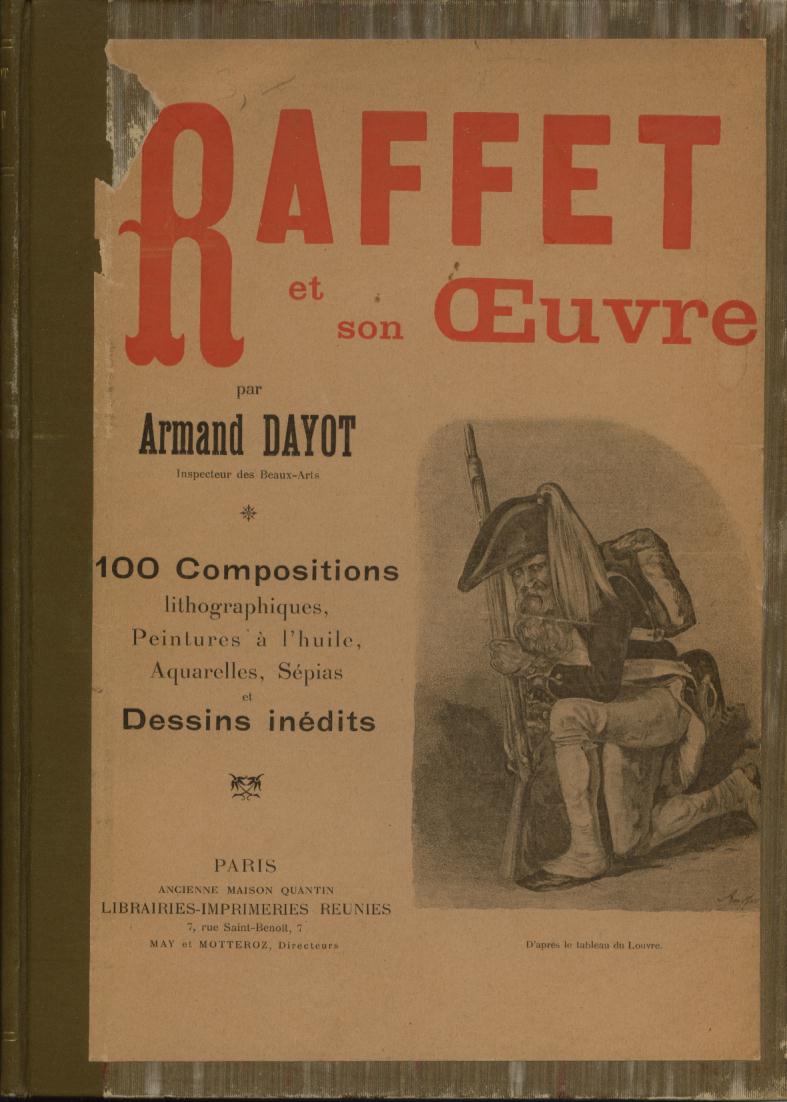 RAFFET
et
son Œuvre
par
Armand DAYOT
Inspecteur des Beaux-Arts
100 Compositions
lithographiques,
Peintures à l'huile,
Aquarelles, Sépias
et
Dessins inédits
PARIS
ANCIENNE MAISON QUANTIN
LIBRAIRIES-IMPRIMERIES REUNIES
7, rue Saint-Benoit, 7
MAY et MOTTEROZ, Directeurs
D'après le tableau du Louvre.